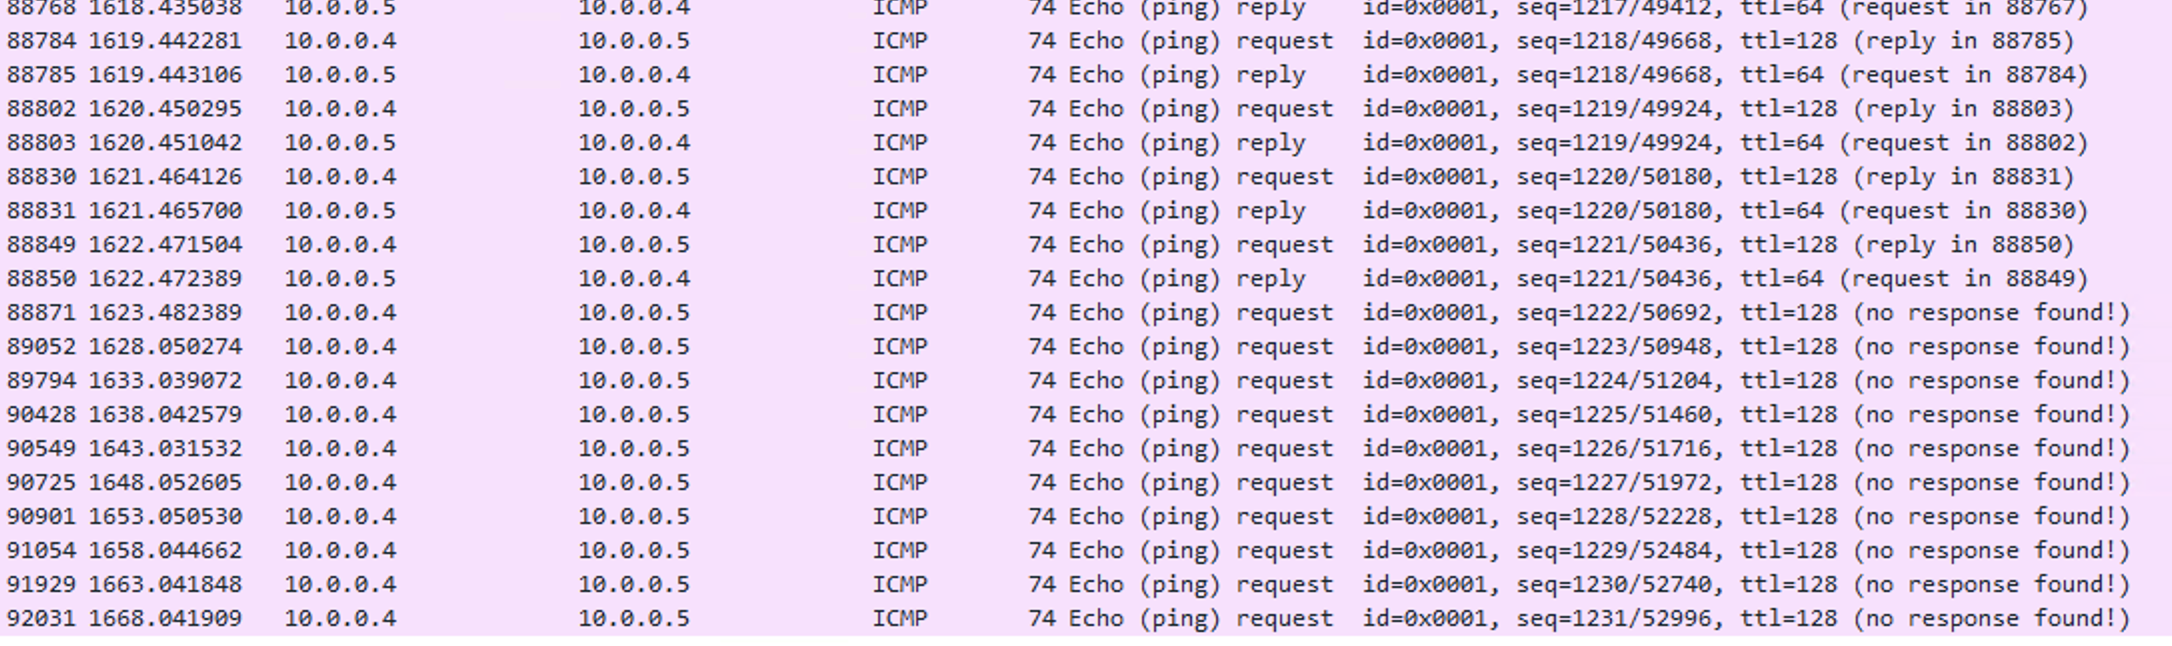 88768 1618.435038 10.0.0.5 10.0.0.4 ICMP 74 Echo (ping) reply id=0x0001, seq=1217/49412, ttl=64 (request in 88767)
88784 1619.442281 10.0.0.4 10.0.0.5 ICMP 74 Echo (ping) request id=0x0001, seq=1218/49668, ttl=128 (reply in 88785)
88785 1619.443106 10.0.0.5 10.0.0.4 ICMP 74 Echo (ping) reply id=0x0001, seq=1218/49668, ttl=64 (request in 88784)
88802 1620.450295 10.0.0.4 10.0.0.5 ICMP 74 Echo (ping) request id=0x0001, seq=1219/49924, ttl=128 (reply in 88803)
88803 1620.451042 10.0.0.5 10.0.0.4 ICMP 74 Echo (ping) reply id=0x0001, seq=1219/49924, ttl=64 (request in 88802)
88830 1621.464126 10.0.0.4 10.0.0.5 ICMP 74 Echo (ping) request id=0x0001, seq=1220/50180, ttl=128 (reply in 88831)
88831 1621.465700 10.0.0.5 10.0.0.4 ICMP 74 Echo (ping) reply id=0x0001, seq=1220/50180, ttl=64 (request in 88830)
88849 1622.471504 10.0.0.4 10.0.0.5 ICMP 74 Echo (ping) request id=0x0001, seq=1221/50436, ttl=128 (reply in 88850)
88850 1622.472389 10.0.0.5 10.0.0.4 ICMP 74 Echo (ping) reply id=0x0001, seq=1221/50436, ttl=64 (request in 88849)
88871 1623.482389 10.0.0.4 10.0.0.5 ICMP 74 Echo (ping) request id=0x0001, seq=1222/50692, ttl=128 (no response found!)
89052 1628.050274 10.0.0.4 10.0.0.5 ICMP 74 Echo (ping) request id=0x0001, seq=1223/50948, ttl=128 (no response found!)
89794 1633.039072 10.0.0.4 10.0.0.5 ICMP 74 Echo (ping) request id=0x0001, seq=1224/51204, ttl=128 (no response found!)
90428 1638.042579 10.0.0.4 10.0.0.5 ICMP 74 Echo (ping) request id=0x0001, seq=1225/51460, ttl=128 (no response found!)
90549 1643.031532 10.0.0.4 10.0.0.5 ICMP 74 Echo (ping) request id=0x0001, seq=1226/51716, ttl=128 (no response found!)
90725 1648.052605 10.0.0.4 10.0.0.5 ICMP 74 Echo (ping) request id=0x0001, seq=1227/51972, ttl=128 (no response found!)
90901 1653.050530 10.0.0.4 10.0.0.5 ICMP 74 Echo (ping) request id=0x0001, seq=1228/52228, ttl=128 (no response found!)
91054 1658.044662 10.0.0.4 10.0.0.5 ICMP 74 Echo (ping) request id=0x0001, seq=1229/52484, ttl=128 (no response found!)
91929 1663.041848 10.0.0.4 10.0.0.5 ICMP 74 Echo (ping) request id=0x0001, seq=1230/52740, ttl=128 (no response found!)
92031 1668.041909 10.0.0.4 10.0.0.5 ICMP 74 Echo (ping) request id=0x0001, seq=1231/52996, ttl=128 (no response found!)